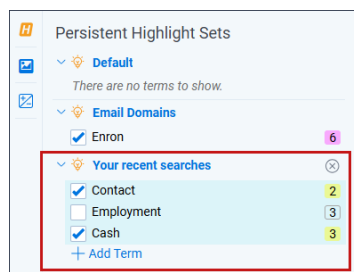 H
Persistent Highlight Sets
Default
There are no terms to show.
Email Domains
Enron 6
Your recent searches
Contact 2
Employment 3
Cash 3
+ Add Term